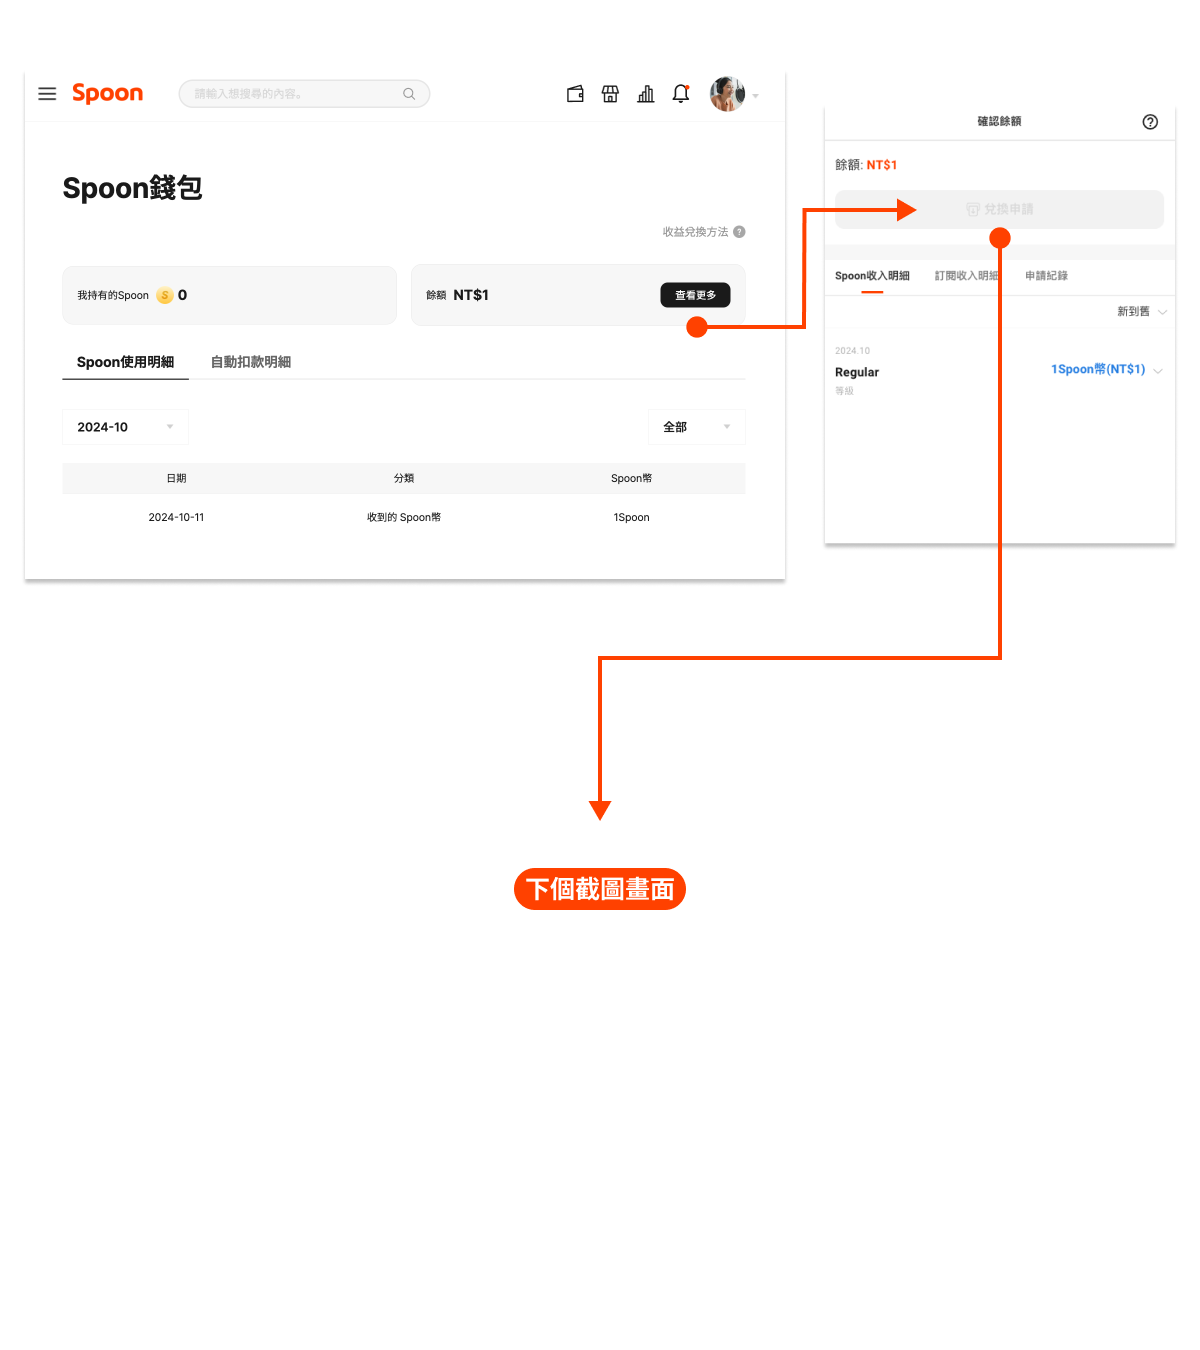 Spoon
請輸入想搜尋的內容。
Spoon錢包
收益兌換方法 ?
我持有的Spoon S 0
餘額 NT$1 查看更多
Spoon使用明細 自動扣款明細
2024-10 全部
日期 分類 Spoon幣
2024-10-11 收到的 Spoon幣 1Spoon
確認餘額 ?
餘額: NT$1
兌換申請
Spoon收入明細 訂閱收入明細 申請紀錄
新到舊
2024.10
Regular 1Spoon幣(NT$1)
等級
下個截圖畫面